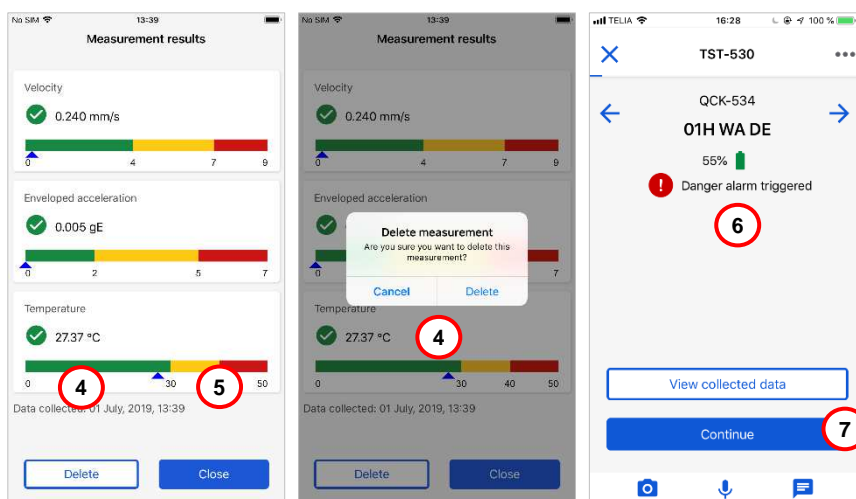 No SIM 13:39
Measurement results
Velocity
0.240 mm/s
0 4 7 9
Enveloped acceleration
0.005 gE
0 2 5 7
Temperature
27.37 °C
0 30 50
4 5
Data collected: 01 July, 2019, 13:39
Delete Close
No SIM 13:39
Measurement results
Velocity
0.240 mm/s
0 4 7 9
Enveloped acceleration
Delete measurement
Are you sure you want to delete this
measurement?
Cancel Delete
0 7
Temperature
27.37 °C
4
0 30 40 50
Data collected: 01 July, 2019, 13:39
Delete Close
TELIA 16:28 100 %
TST-530
QCK-534
01H WA DE
55%
! Danger alarm triggered
6
View collected data
Continue
7